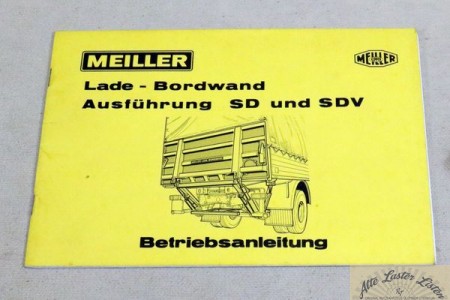 MEILLER
MEILLER
Lade - Bordwand
Ausführung SD und SDV
Betriebsanleitung
Alte Laster Listen
&